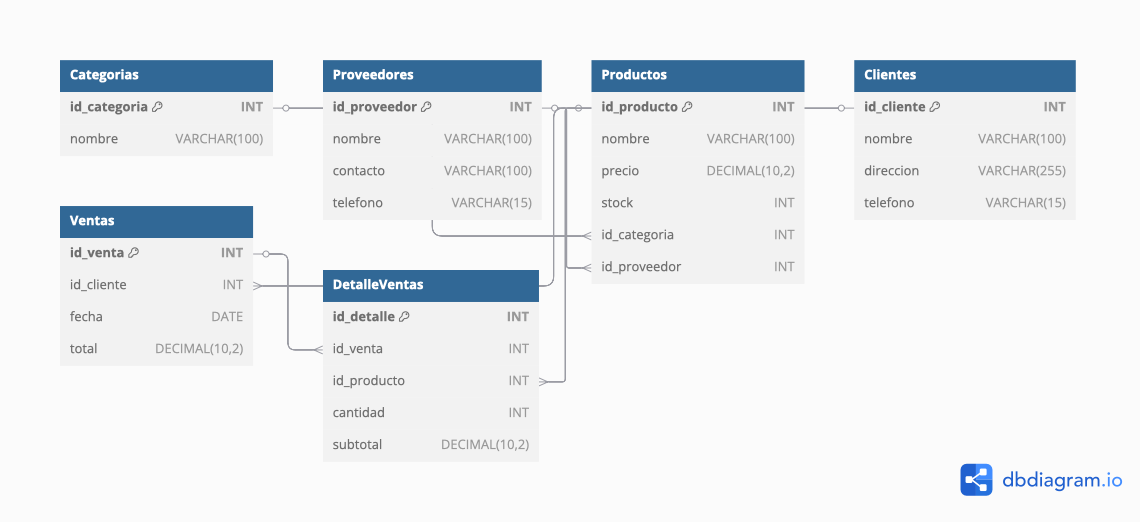 Categorias
id_categoria INT
nombre VARCHAR(100)
Proveedores
id_proveedor INT
nombre VARCHAR(100)
contacto VARCHAR(100)
telefono VARCHAR(15)
Productos
id_producto INT
nombre VARCHAR(100)
precio DECIMAL(10,2)
stock INT
id_categoria INT
id_proveedor INT
Clientes
id_cliente INT
nombre VARCHAR(100)
direccion VARCHAR(255)
telefono VARCHAR(15)
Ventas
id_venta INT
id_cliente INT
fecha DATE
total DECIMAL(10,2)
DetalleVentas
id_detalle INT
id_venta INT
id_producto INT
cantidad INT
subtotal DECIMAL(10,2)
dbdiagram.io